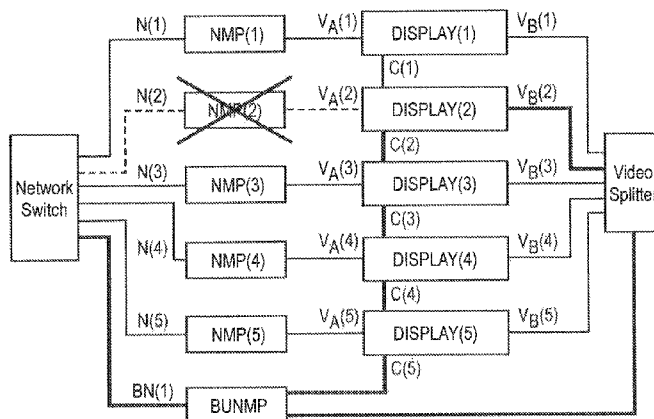 N(1) NMP(1) VA(1) DISPLAY(1) VB(1)
C(1)
N(2) NMP(2) VA(2) DISPLAY(2) VB(2)
C(2)
Network Switch
N(3) NMP(3) VA(3) DISPLAY(3) VB(3)
Video Splitter
C(3)
N(4) NMP(4) VA(4) DISPLAY(4) VB(4)
C(4)
N(5) NMP(5) VA(5) DISPLAY(5) VB(5)
C(5)
BN(1) BUNMP